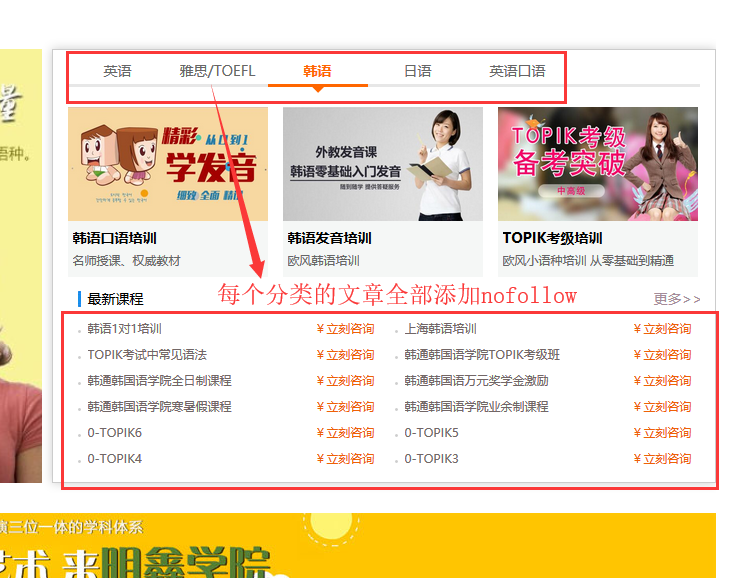 量
语种。
英语 雅思/TOEFL 韩语 日语 英语口语
精彩 从0到1
学发音
细致 全面 精讲
外教发音课
韩语零基础入门发音
随到随学 提供答疑服务
TOPIK考级
备考突破
中高级
韩语口语培训 韩语发音培训 TOPIK考级培训
名师授课、权威教材 欧风韩语培训 欧风小语种培训 从零基础到精通
每个分类的文章全部添加nofollow
最新课程 更多>>
韩语1对1培训 ¥立刻咨询 上海韩语培训 ¥立刻咨询
TOPIK考试中常见语法 ¥立刻咨询 韩通韩国语学院TOPIK考级班 ¥立刻咨询
韩通韩国语学院全日制课程 ¥立刻咨询 韩通韩国语万元奖学金激励 ¥立刻咨询
韩通韩国语学院寒暑假课程 ¥立刻咨询 韩通韩国语学院业余制课程 ¥立刻咨询
0-TOPIK6 ¥立刻咨询 0-TOPIK5 ¥立刻咨询
0-TOPIK4 ¥立刻咨询 0-TOPIK3 ¥立刻咨询
三位一体的学科体系
艺术 来明鑫学院